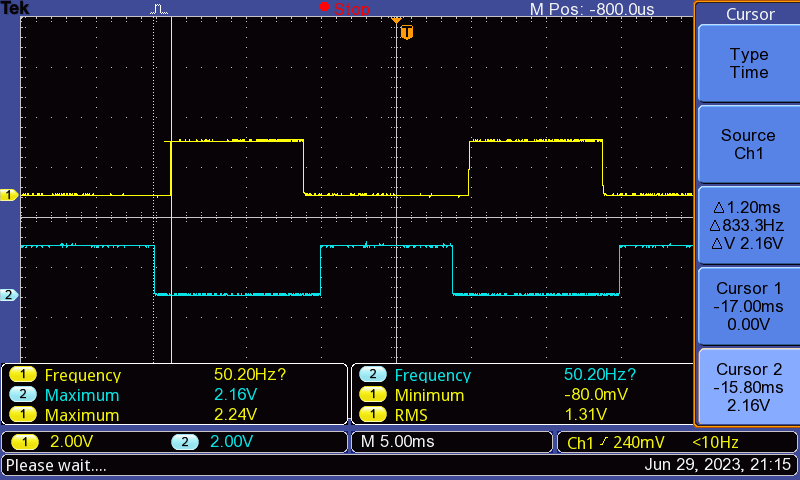 Tek Stop M Pos: -800.0us Cursor
T
Type
Time
Source
Ch1
1
△1.20ms
△833.3Hz
△V 2.16V
2
Cursor 1
-17.00ms
0.00V
Cursor 2
-15.80ms
2.16V
1 Frequency 50.20Hz?
2 Maximum 2.16V
1 Maximum 2.24V
2 Frequency 50.20Hz?
1 Minimum -80.0mV
1 RMS 1.31V
1 2.00V 2 2.00V M 5.00ms Ch1 240mV <10Hz
Please wait.... Jun 29, 2023, 21:15